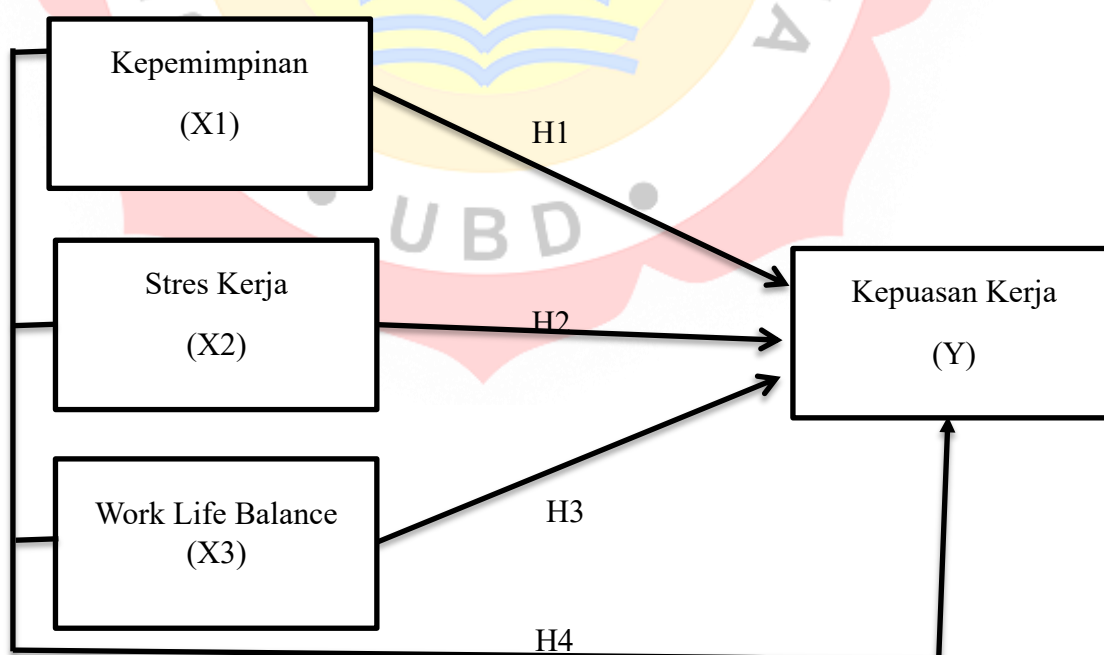 Kepemimpinan
(X1)
H1
UBD
A
Stres Kerja
(X2)
H2
Kepuasan Kerja
(Y)
Work Life Balance
(X3)
H3
H4